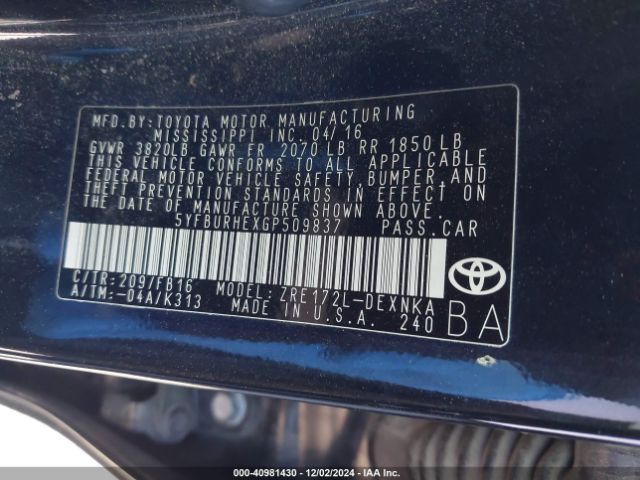 MFD.BY:TOYOTA MOTOR MANUFACTURING
MISSISSIPPI INC. 04/16
GVWR 3820LB GAWR FR 2070 LB RR 1850 LB
THIS VEHICLE CONFORMS TO ALL APPLICABLE
FEDERAL MOTOR VEHICLE SAFETY, BUMPER, AND
THEFT PREVENTION STANDARDS IN EFFECT ON
THE DATE OF MANUFACTURE SHOWN ABOVE.
5YFBURHEXGP509837 PASS.CAR
C/TR:209/FB16 MODEL:ZRE172L-DEXNKA
A/TM:-04A/K313 MADE IN U.S.A. 240
BA
000-40981430 - 12/02/2024 - IAA Inc.